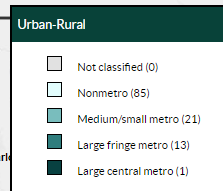 Urban-Rural
Not classified (0)
Nonmetro (85)
Medium/small metro (21)
Large fringe metro (13)
Large central metro (1)